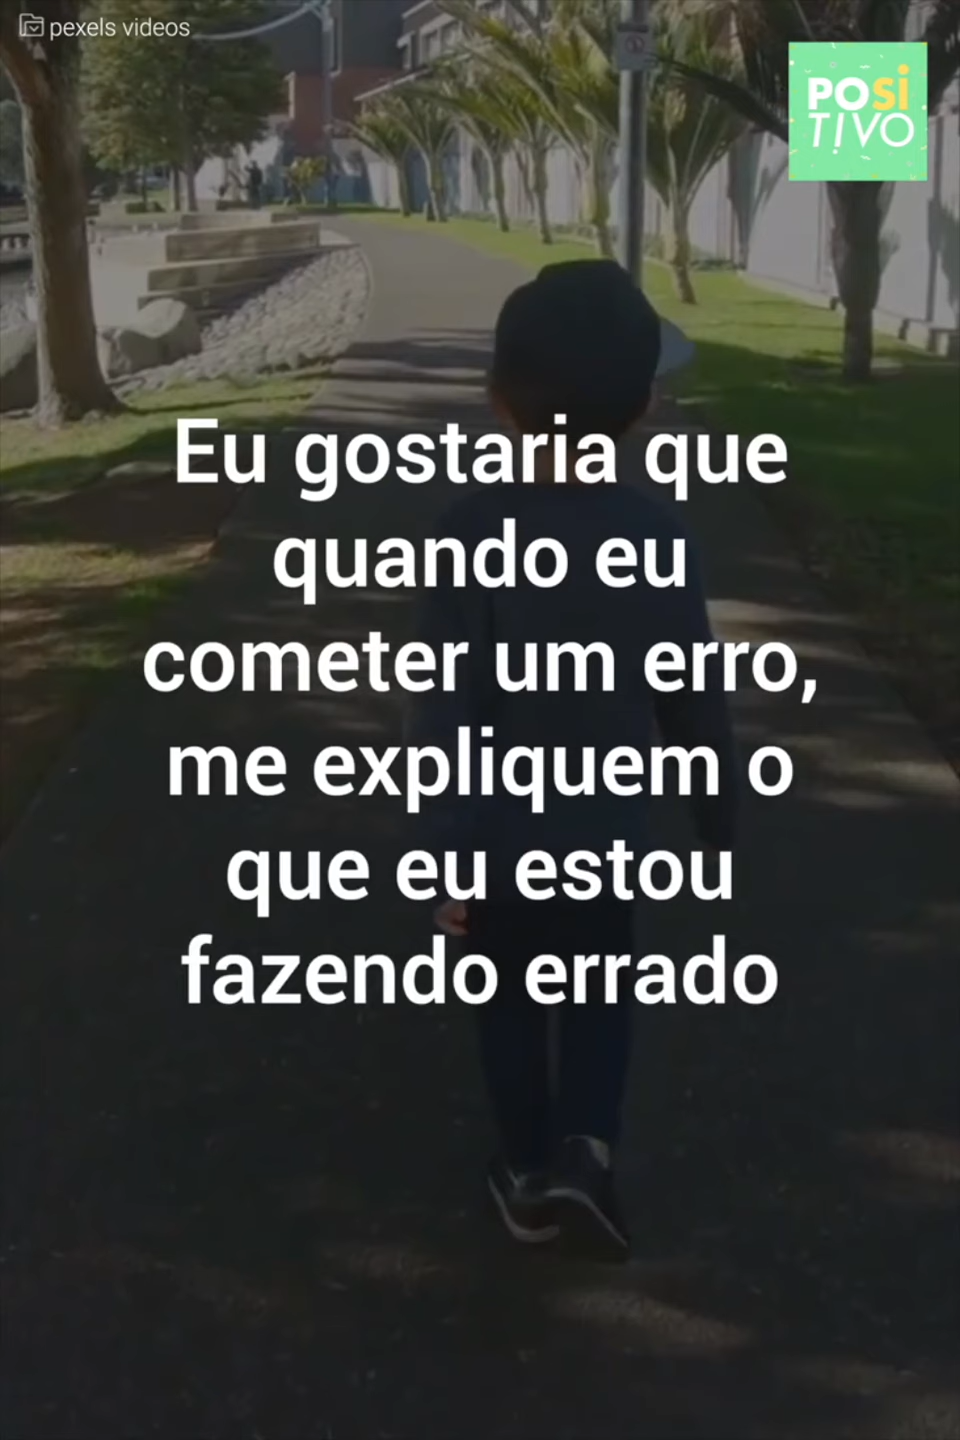 pexels videos
POSi
TIVO
Eu gostaria que
quando eu
cometer um erro,
me expliquem o
que eu estou
fazendo errado